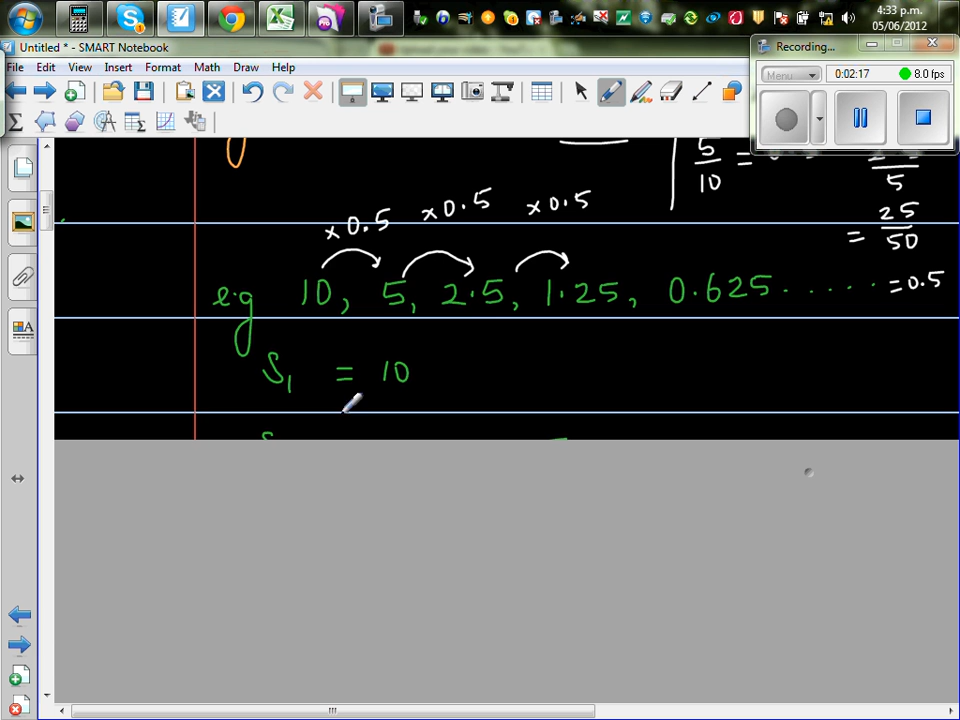 4:33 p.m.
05/06/2012
Untitled * - SMART Notebook
Recording...
File Edit View Insert Format Math Draw Help
Menu 0:02:17 8.0 fps
5
10
=
5
×0.5 ×0.5 ×0.5
= 25
50
e.g 10, 5, 2.5, 1.25, 0.625 ..... = 0.5
S1 = 10